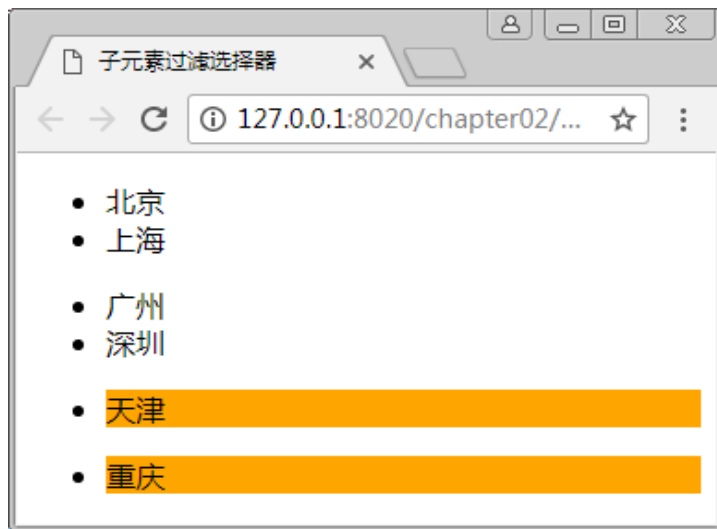 子元素过滤选择器
127.0.0.1:8020/chapter02/...
北京
上海
广州
深圳
天津
重庆